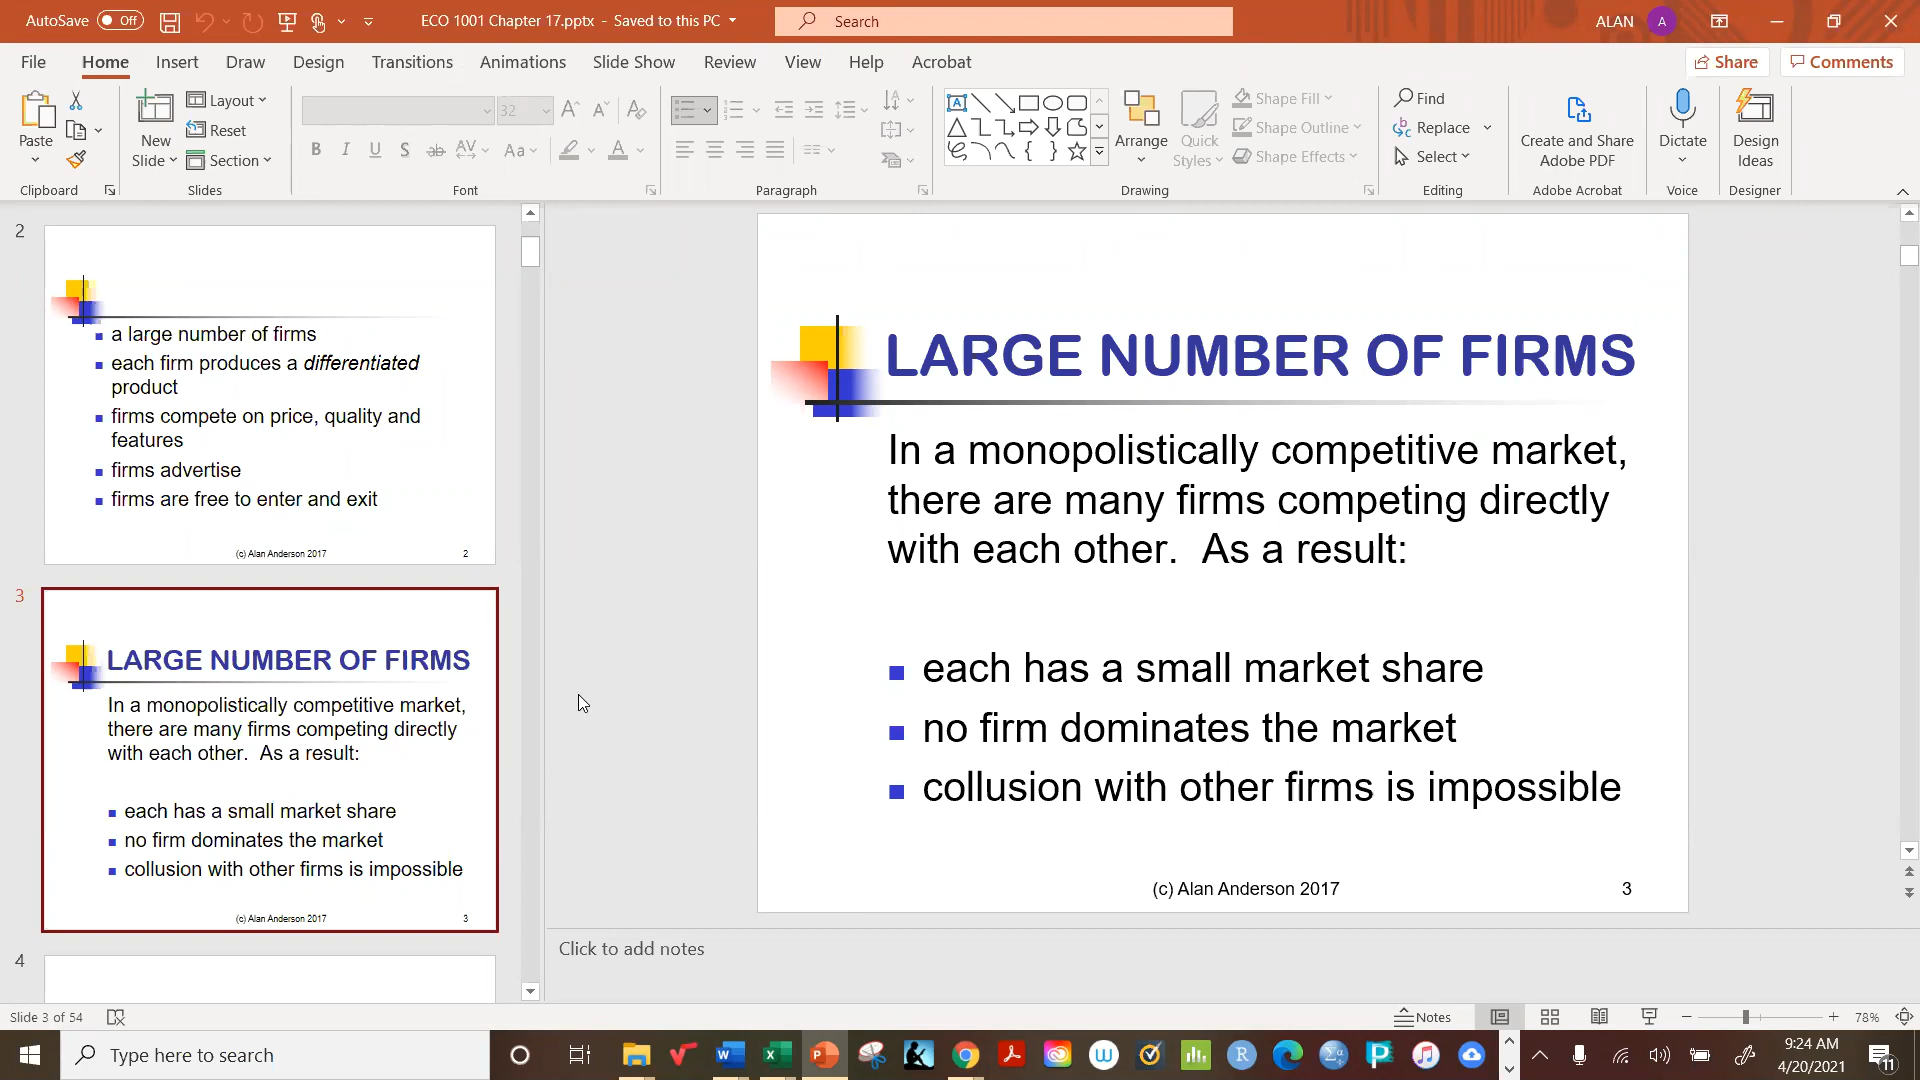 AutoSave Off ECO 1001 Chapter 17.pptx - Saved to this PC Search ALAN A
File Home Insert Draw Design Transitions Animations Slide Show Review View Help Acrobat Share Comments
Paste New Slide Layout Reset Section
32
B I U S ab AV Aa A
Arrange Quick Styles Shape Fill Shape Outline Shape Effects
Find Replace Select
Create and Share Adobe PDF
Dictate
Design Ideas
Clipboard Slides Font Paragraph Drawing Editing Adobe Acrobat Voice Designer
2
a large number of firms
each firm produces a differentiated
product
firms compete on price, quality and
features
firms advertise
firms are free to enter and exit
(c) Alan Anderson 2017 2
3
LARGE NUMBER OF FIRMS
In a monopolistically competitive market,
there are many firms competing directly
with each other. As a result:
each has a small market share
no firm dominates the market
collusion with other firms is impossible
(c) Alan Anderson 2017 3
4
LARGE NUMBER OF FIRMS
In a monopolistically competitive market,
there are many firms competing directly
with each other. As a result:
each has a small market share
no firm dominates the market
collusion with other firms is impossible
(c) Alan Anderson 2017 3
Click to add notes
Slide 3 of 54 Notes 78%
Type here to search
9:24 AM
4/20/2021
11